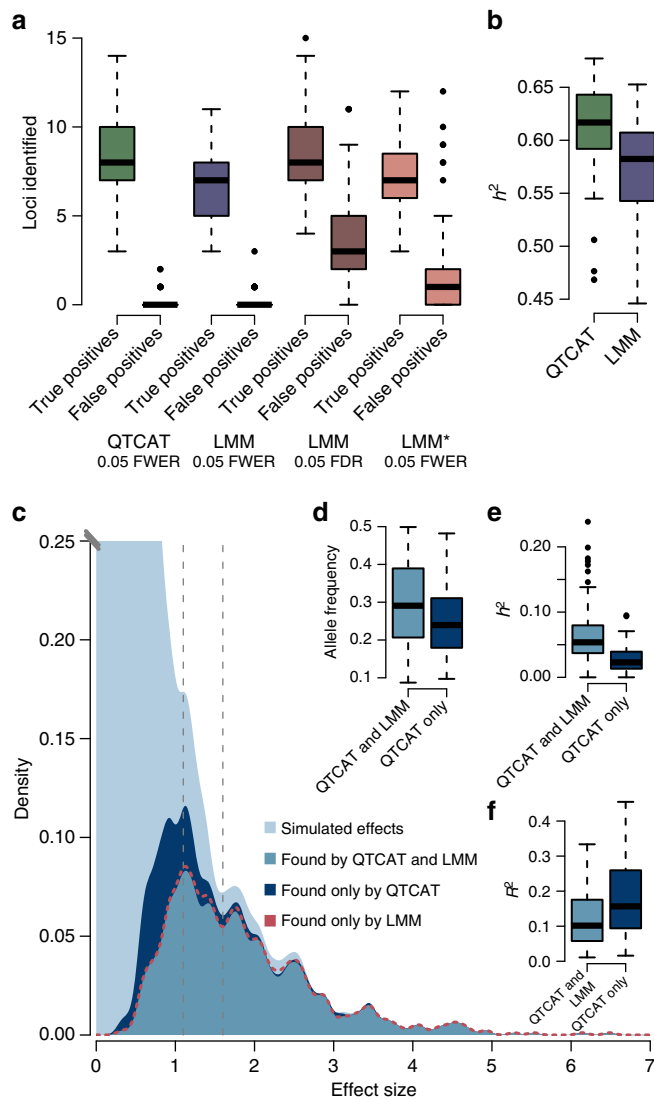 a
15
10
5
0
Loci identified
True positives
False positives
True positives
False positives
True positives
False positives
True positives
False positives
QTCAT
0.05 FWER
LMM
0.05 FWER
LMM
0.05 FDR
LMM*
0.05 FWER
b
0.65
0.60
0.55
0.50
0.45
h²
QTCAT
LMM
c
0.25
0.20
0.15
0.10
0.05
0.00
Density
0
1
2
3
4
5
6
7
Effect size
Simulated effects
Found by QTCAT and LMM
Found only by QTCAT
Found only by LMM
d
0.5
0.4
0.3
0.2
0.1
Allele frequency
QTCAT and LMM
QTCAT only
e
0.20
0.10
0.00
h²
QTCAT and LMM
QTCAT only
f
0.4
0.3
0.2
0.1
0.0
R²
QTCAT and
LMM
QTCAT only